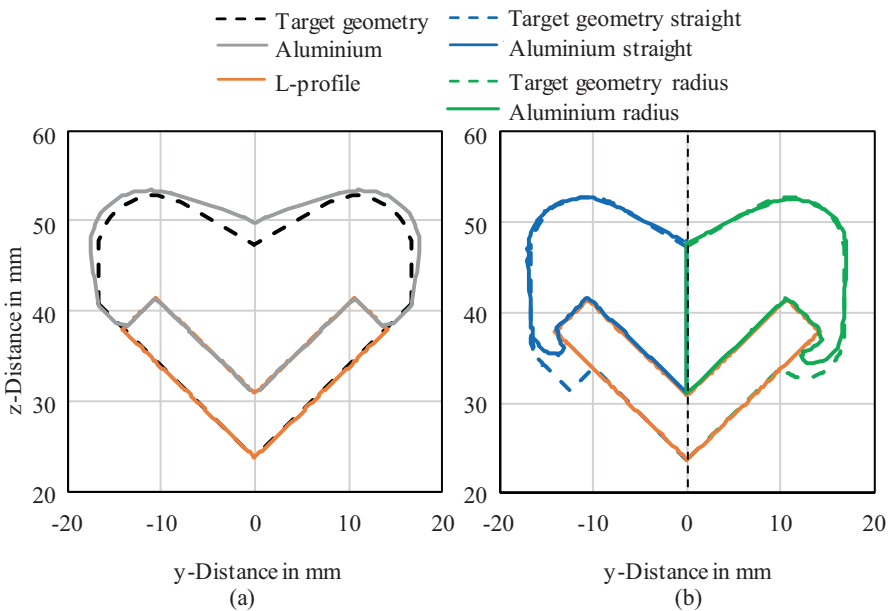 Target geometry
Aluminium
L-profile
Target geometry straight
Aluminium straight
Target geometry radius
Aluminium radius
z-Distance in mm
60
50
40
30
20
-20
-10
0
10
20
y-Distance in mm
(a)
60
50
40
30
20
-20
-10
0
10
20
y-Distance in mm
(b)